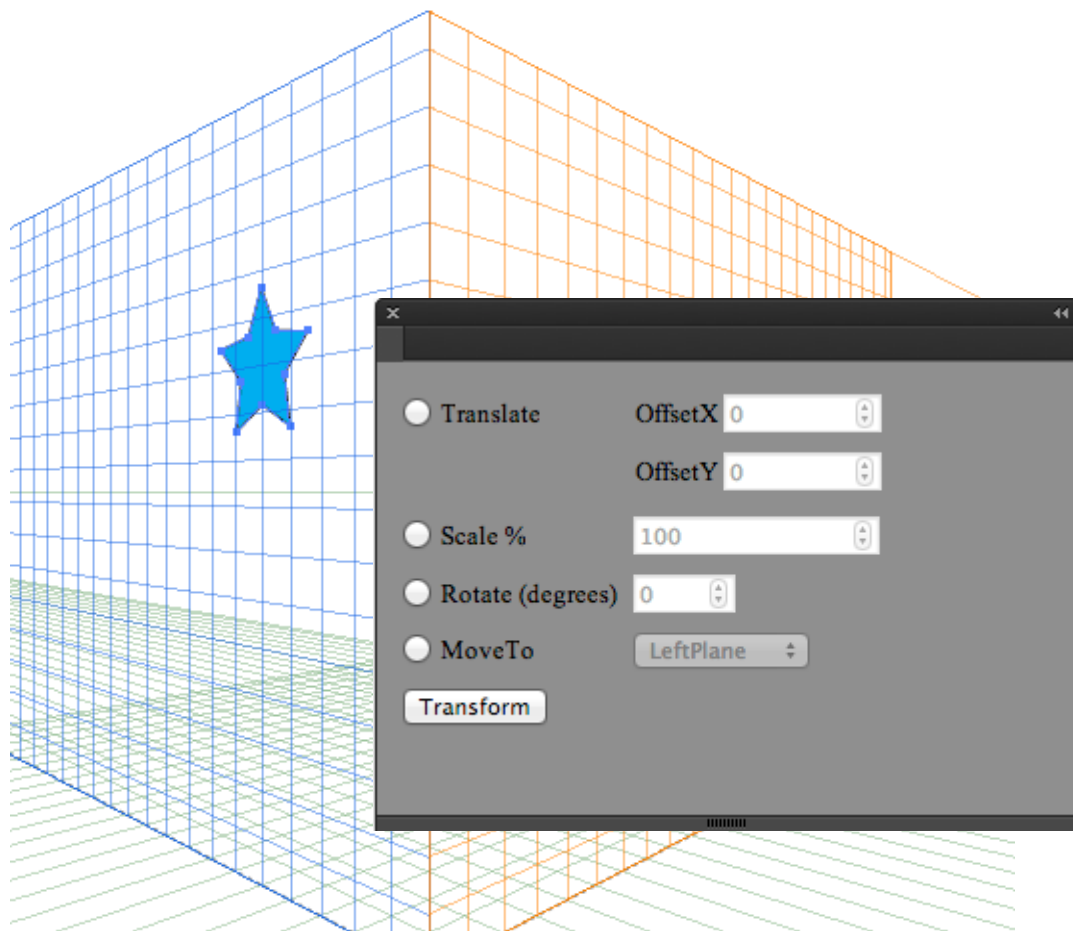 Translate OffsetX 0
OffsetY 0
Scale % 100
Rotate (degrees) 0
MoveTo LeftPlane
Transform